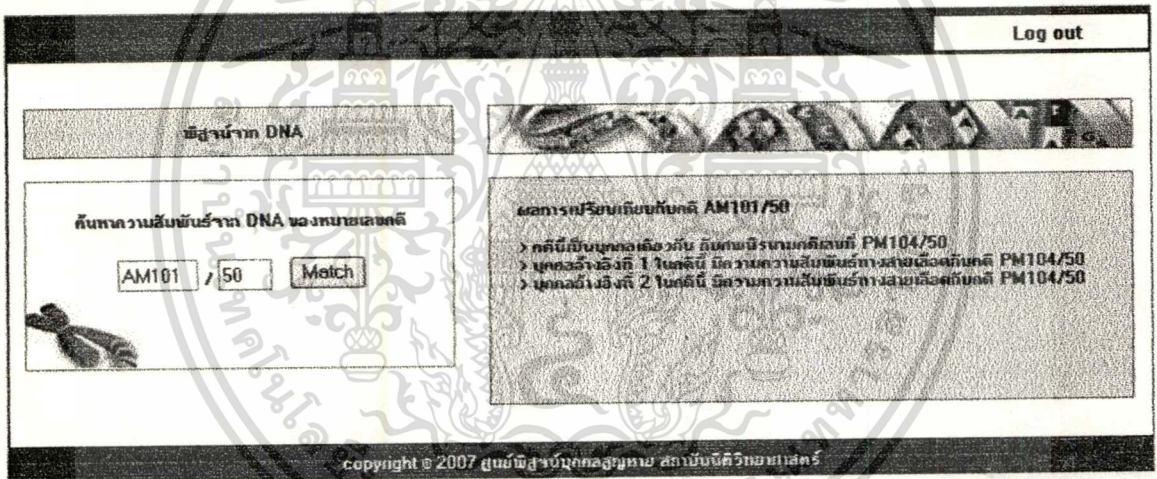 Log out
พิสูจน์จาก DNA
ค้นหาความสัมพันธ์จาก DNA ของหมายเลขคดี
AM101 / 50 Match
ผลการเปรียบเทียบกับคดี AM101/50
> คดีนี้เป็นบุคคลเดียวกัน กับศพนิรนามคดีเลขที่ PM104/50
> บุคคลอ้างอิงที่ 1 ในคดีนี้ มีความความสัมพันธ์ทางสายเลือดกับคดี PM104/50
> บุคคลอ้างอิงที่ 2 ในคดีนี้ มีความความสัมพันธ์ทางสายเลือดกับคดี PM104/50
copyright © 2007 ศูนย์พิสูจน์บุคคลสูญหาย สถาบันนิติวิทยาศาสตร์